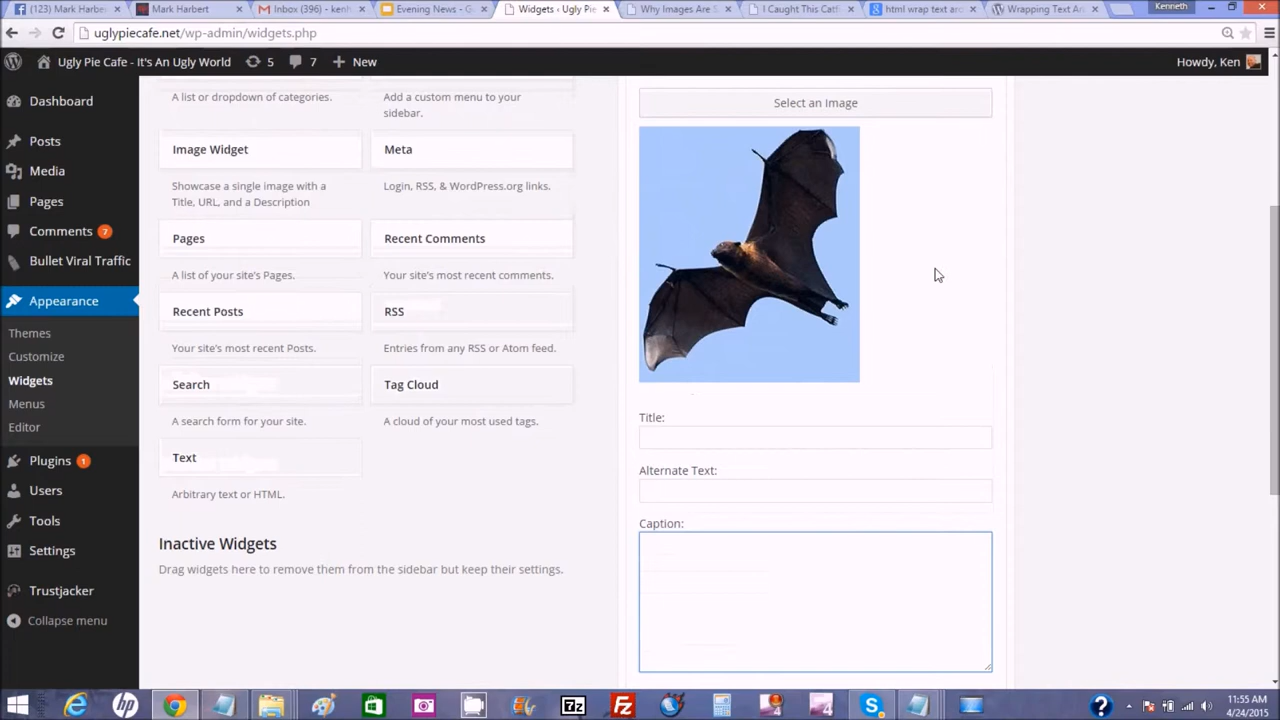 (123) Mark Harbert
Mark Harbert
Inbox (396) - kenh
Evening News - G
Widgets ‹ Ugly Pie
Why Images Are S
I Caught This Catf
html wrap text aro
Wrapping Text Ar
Kenneth
uglypiecafe.net/wp-admin/widgets.php
Ugly Pie Cafe - It's An Ugly World
5
7
New
Howdy, Ken
Dashboard
Posts
Media
Pages
Comments 7
Bullet Viral Traffic
Appearance
Themes
Customize
Widgets
Menus
Editor
Plugins 1
Users
Tools
Settings
Trustjacker
Collapse menu
A list or dropdown of categories.
Add a custom menu to your
sidebar.
Image Widget
Meta
Showcase a single image with a
Title, URL, and a Description
Login, RSS, & WordPress.org links.
Pages
Recent Comments
A list of your site's Pages.
Your site's most recent comments.
Recent Posts
RSS
Your site's most recent Posts.
Entries from any RSS or Atom feed.
Search
Tag Cloud
A search form for your site.
A cloud of your most used tags.
Text
Arbitrary text or HTML.
Inactive Widgets
Drag widgets here to remove them from the sidebar but keep their settings.
Select an Image
Title:
Alternate Text:
Caption:
11:55 AM
4/24/2015